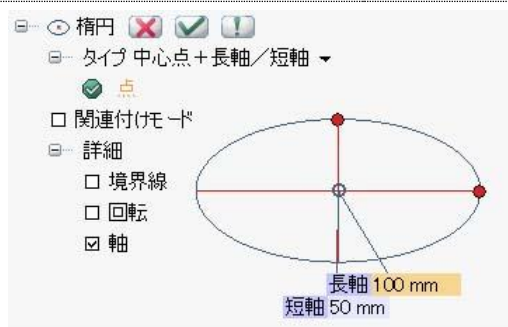 楕円
タイプ 中心点+長軸/短軸
点
関連付けモード
詳細
境界線
回転
軸
長軸 100 mm
短軸 50 mm